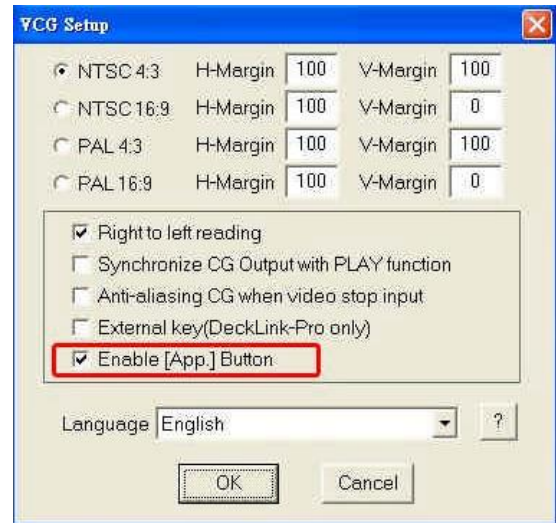 VCG Setup
NTSC 4:3 H-Margin 100 V-Margin 100
NTSC 16:9 H-Margin 100 V-Margin 0
PAL 4:3 H-Margin 100 V-Margin 100
PAL 16:9 H-Margin 100 V-Margin 0
Right to left reading
Synchronize CG Output with PLAY function
Anti-aliasing CG when video stop input
External key(DeckLink-Pro only)
Enable [App.] Button
Language English ?
OK Cancel